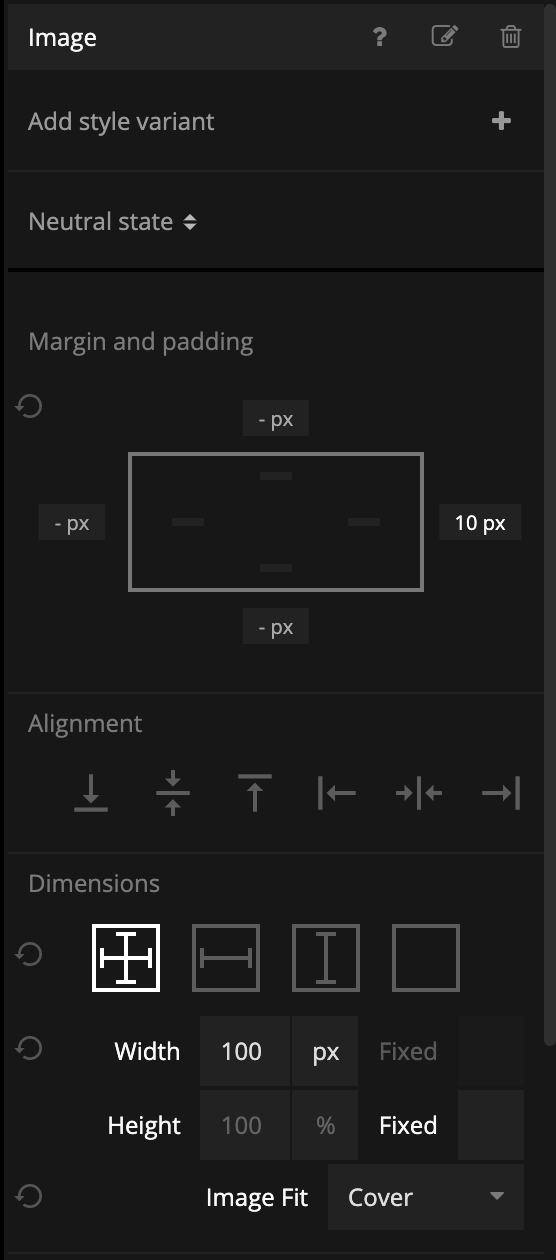 Image ?
Add style variant +
Neutral state
Margin and padding
- px
- px 10 px
- px
Alignment
Dimensions
Width 100 px Fixed
Height 100 % Fixed
Image Fit Cover